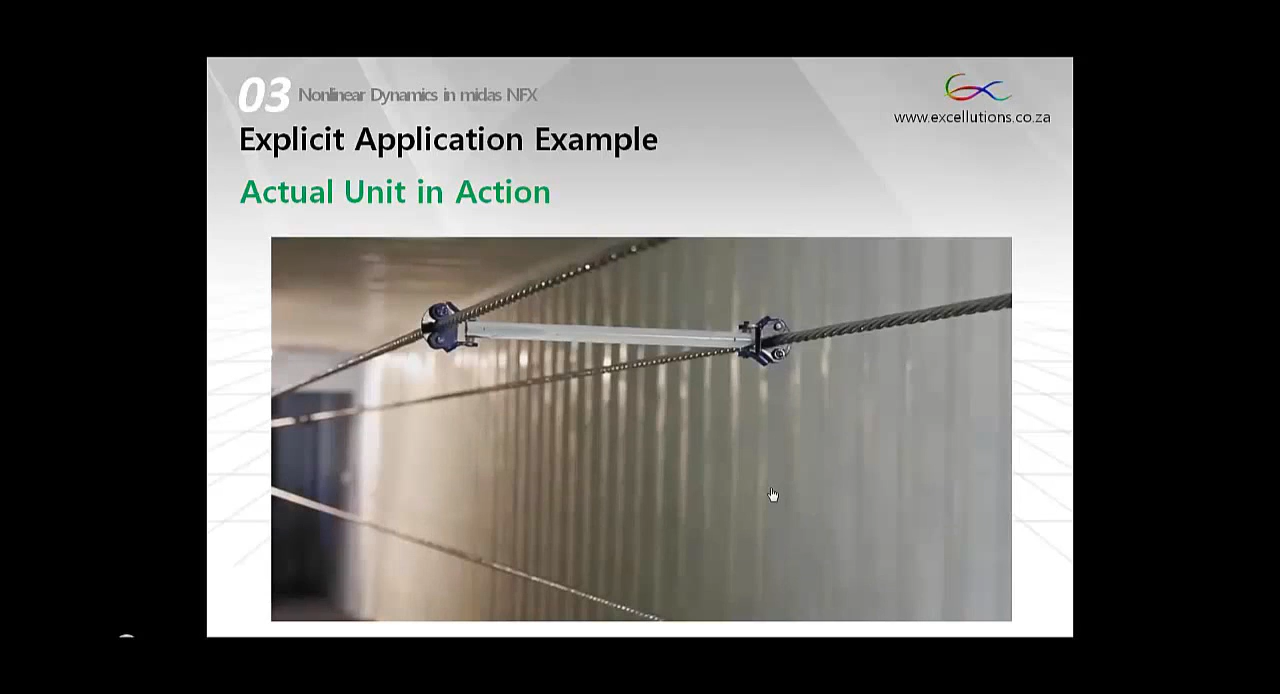 03 Nonlinear Dynamics in midas NFX
www.excellutions.co.za
Explicit Application Example
Actual Unit in Action